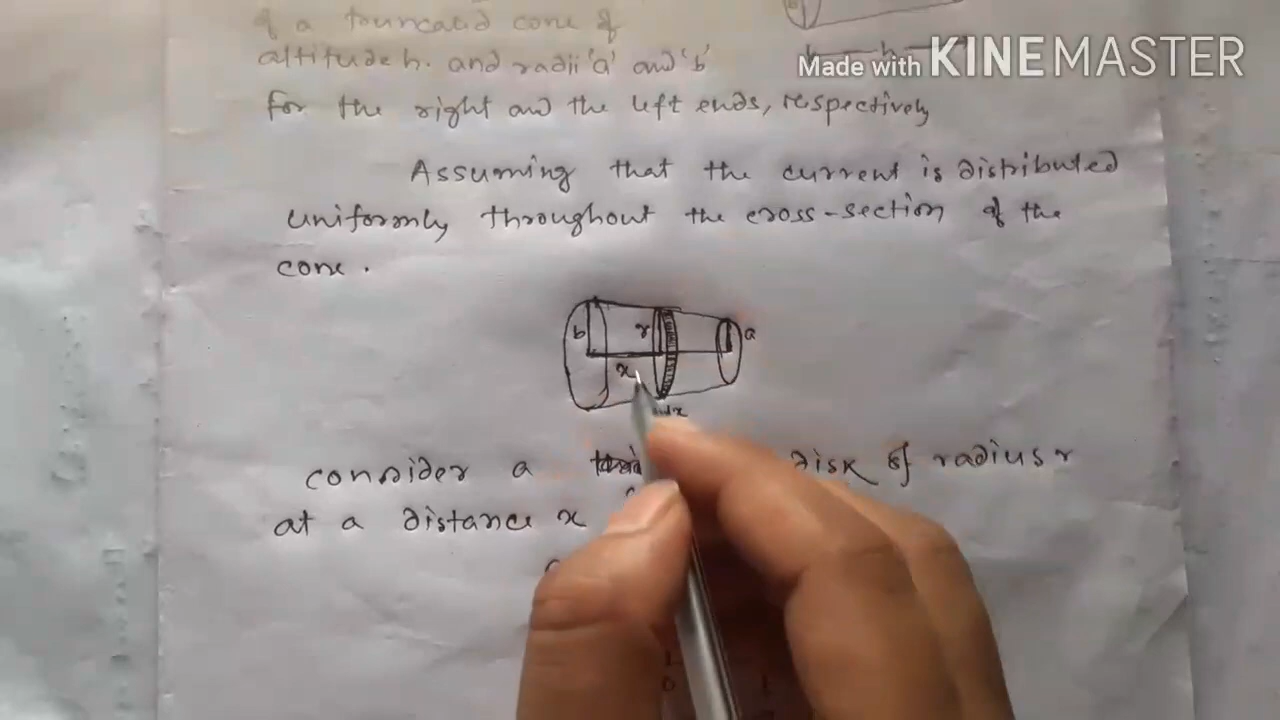 of a truncated cone of
altitude h. and radii 'a' and 'b'
for the right and the left ends, respectively
Made with KINEMASTER
h
Assuming that the current is distributed
uniformly throughout the cross-section of the
cone.
b r a
x
dx
consider a disk of radius r
at a distance x